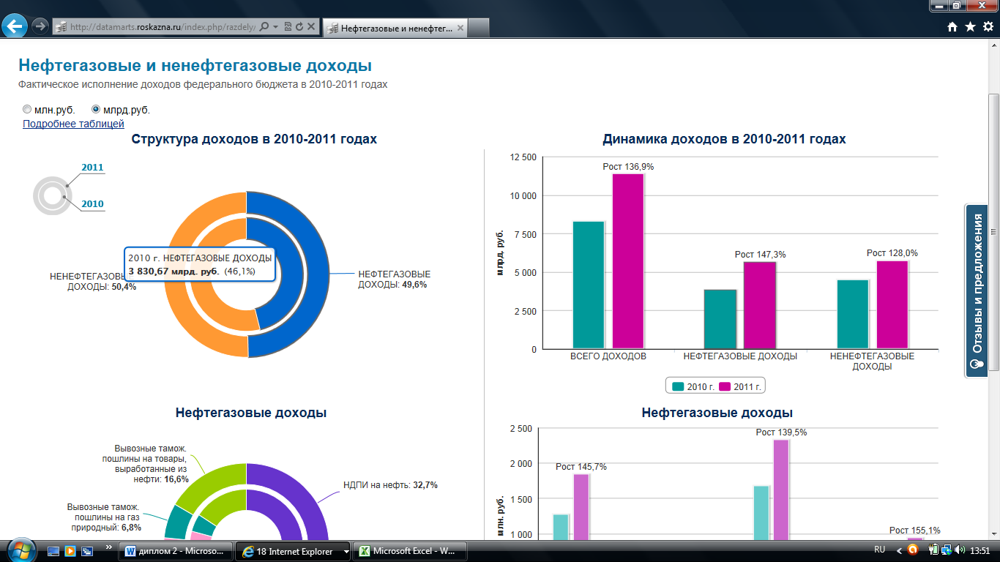 http://datamarts.roskazna.ru/index.php/razdely/
Нефтегазовые и ненефтег...
Нефтегазовые и ненефтегазовые доходы
Фактическое исполнение доходов федерального бюджета в 2010-2011 годах
млн.руб. млрд.руб.
Подробнее таблицей
Структура доходов в 2010-2011 годах
2011
2010
2010 г. НЕФТЕГАЗОВЫЕ ДОХОДЫ
3 830,67 млрд. руб. (46,1%)
НЕНЕФТЕГАЗОВ
ДОХОДЫ: 50,4%
НЕФТЕГАЗОВЫЕ
ДОХОДЫ: 49,6%
Динамика доходов в 2010-2011 годах
12 500
10 000
7 500
5 000
2 500
0
млрд. руб.
Рост 136,9%
Рост 147,3%
Рост 128,0%
ВСЕГО ДОХОДОВ
НЕФТЕГАЗОВЫЕ ДОХОДЫ
НЕНЕФТЕГАЗОВЫЕ
ДОХОДЫ
2010 г. 2011 г.
Отзывы и предложения
Нефтегазовые доходы
Вывозные тамож.
пошлины на товары,
выработанные из
нефти: 16,6%
Вывозные тамож.
пошлины на газ
природный: 6,8%
НДПИ на нефть: 32,7%
Нефтегазовые доходы
2 500
2 000
1 500
1 000
млн. руб.
Рост 145,7%
Рост 139,5%
Рост 155,1%
диплом 2 - Microso...
18 Internet Explorer
Microsoft Excel - W...
RU
13:51